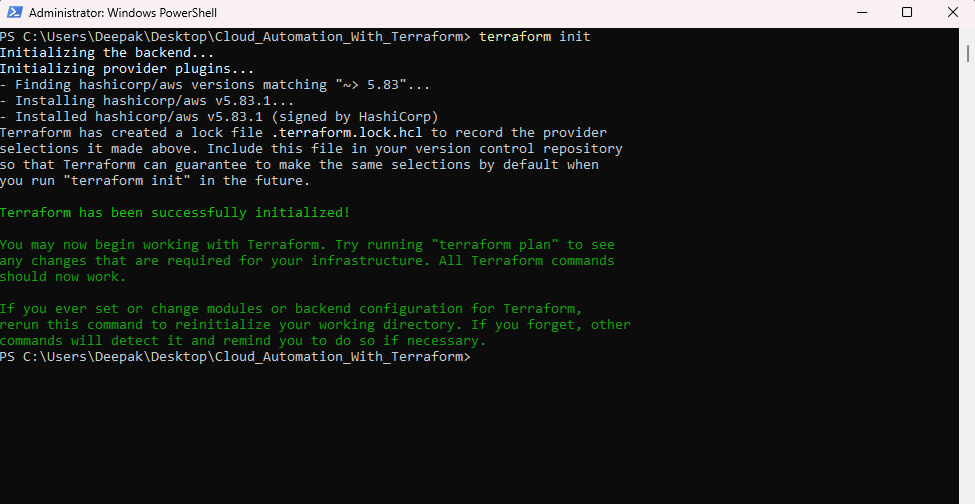 Administrator: Windows PowerShell
PS C:\Users\Deepak\Desktop\Cloud_Automation_With_Terraform> terraform init
Initializing the backend...
Initializing provider plugins...
- Finding hashicorp/aws versions matching "~> 5.83"...
- Installing hashicorp/aws v5.83.1...
- Installed hashicorp/aws v5.83.1 (signed by HashiCorp)
Terraform has created a lock file .terraform.lock.hcl to record the provider
selections it made above. Include this file in your version control repository
so that Terraform can guarantee to make the same selections by default when
you run "terraform init" in the future.
Terraform has been successfully initialized!
You may now begin working with Terraform. Try running "terraform plan" to see
any changes that are required for your infrastructure. All Terraform commands
should now work.
If you ever set or change modules or backend configuration for Terraform,
rerun this command to reinitialize your working directory. If you forget, other
commands will detect it and remind you to do so if necessary.
PS C:\Users\Deepak\Desktop\Cloud_Automation_With_Terraform>